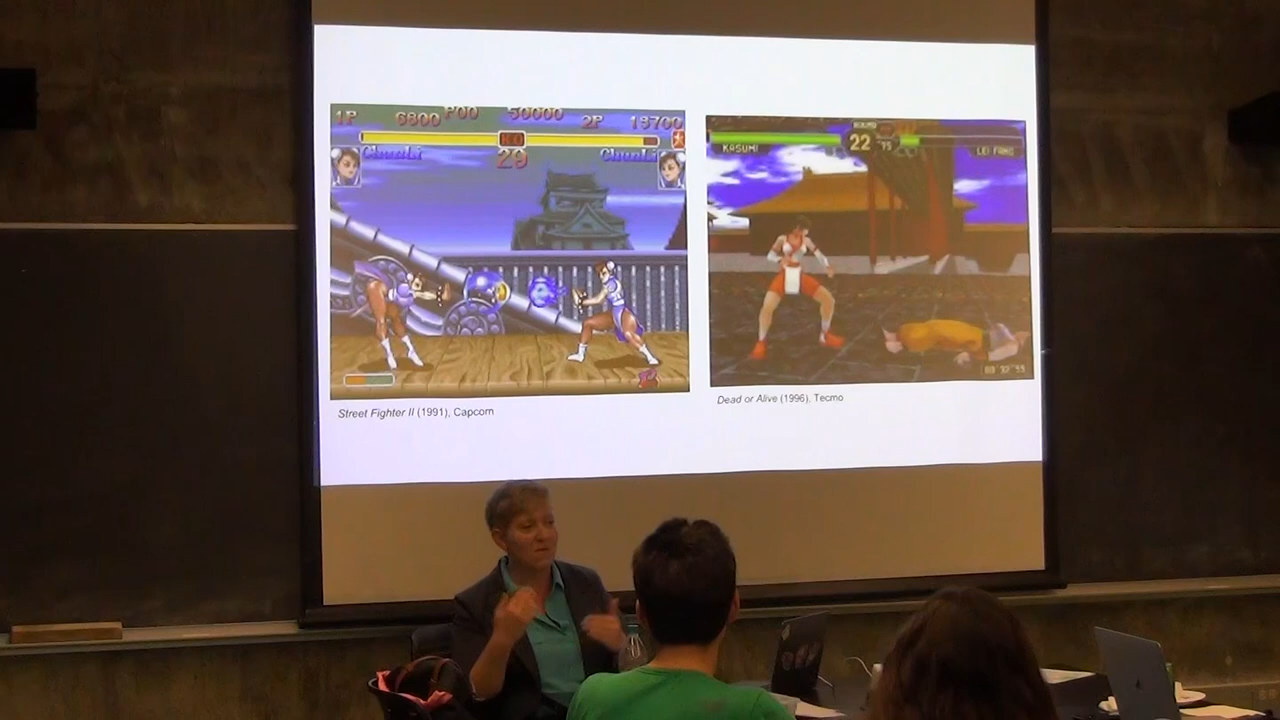 1P 6800 P00 50000 2P 19700
KO
ChunLi ChunLi
29
KASUMI 22 LEI FANG
Street Fighter II (1991), Capcom
Dead or Alive (1996), Tecmo